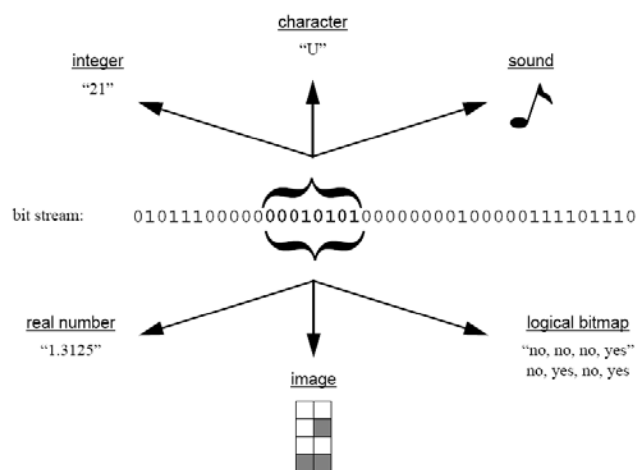 character
"U"
integer
"21"
sound
bit stream: 010111000000001010100000000100000111101110
real number
"1.3125"
logical bitmap
"no, no, no, yes"
no, yes, no, yes
image